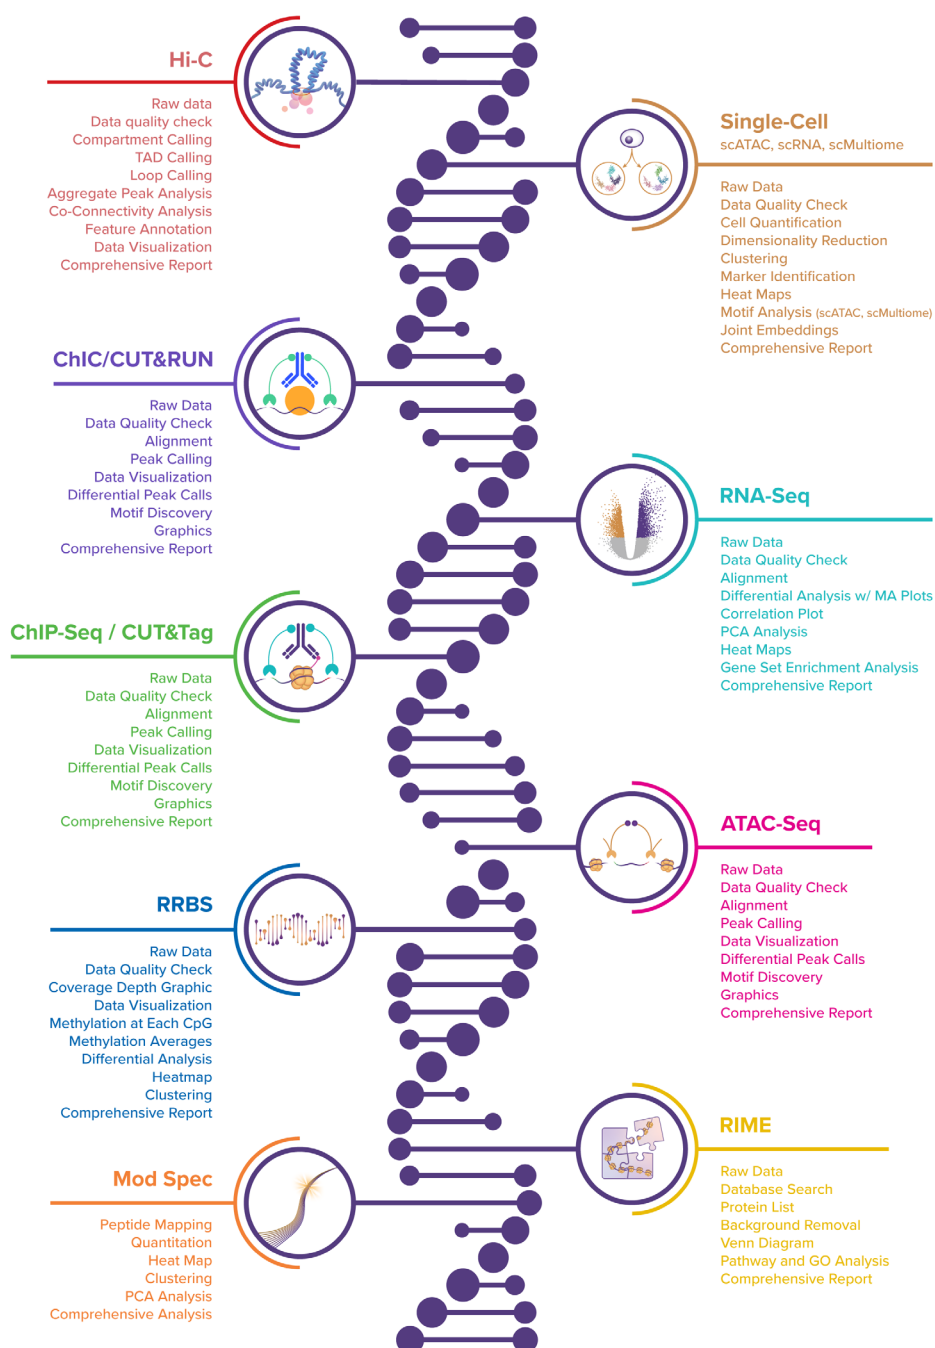 Hi-C
Raw data
Data quality check
Compartment Calling
TAD Calling
Loop Calling
Aggregate Peak Analysis
Co-Connectivity Analysis
Feature Annotation
Data Visualization
Comprehensive Report
Single-Cell
scATAC, scRNA, scMultiome
Raw Data
Data Quality Check
Cell Quantification
Dimensionality Reduction
Clustering
Marker Identification
Heat Maps
Motif Analysis (scATAC, scMultiome)
Joint Embeddings
Comprehensive Report
ChIC/CUT&RUN
Raw Data
Data Quality Check
Alignment
Peak Calling
Data Visualization
Differential Peak Calls
Motif Discovery
Graphics
Comprehensive Report
RNA-Seq
Raw Data
Data Quality Check
Alignment
Differential Analysis w/ MA Plots
Correlation Plot
PCA Analysis
Heat Maps
Gene Set Enrichment Analysis
Comprehensive Report
ChIP-Seq / CUT&Tag
Raw Data
Data Quality Check
Alignment
Peak Calling
Data Visualization
Differential Peak Calls
Motif Discovery
Graphics
Comprehensive Report
ATAC-Seq
Raw Data
Data Quality Check
Alignment
Peak Calling
Data Visualization
Differential Peak Calls
Motif Discovery
Graphics
Comprehensive Report
RRBS
Raw Data
Data Quality Check
Coverage Depth Graphic
Data Visualization
Methylation at Each CpG
Methylation Averages
Differential Analysis
Heatmap
Clustering
Comprehensive Report
RIME
Raw Data
Database Search
Protein List
Background Removal
Venn Diagram
Pathway and GO Analysis
Comprehensive Report
Mod Spec
Peptide Mapping
Quantitation
Heat Map
Clustering
PCA Analysis
Comprehensive Analysis